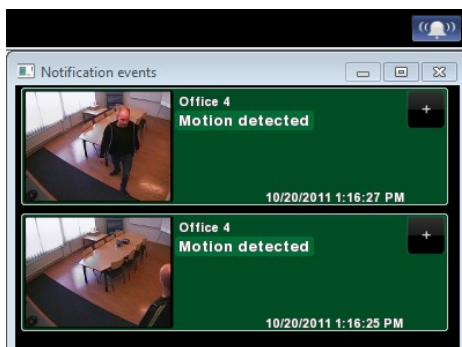 Notification events
Office 4
Motion detected
+
10/20/2011 1:16:27 PM
Office 4
Motion detected
+
10/20/2011 1:16:25 PM